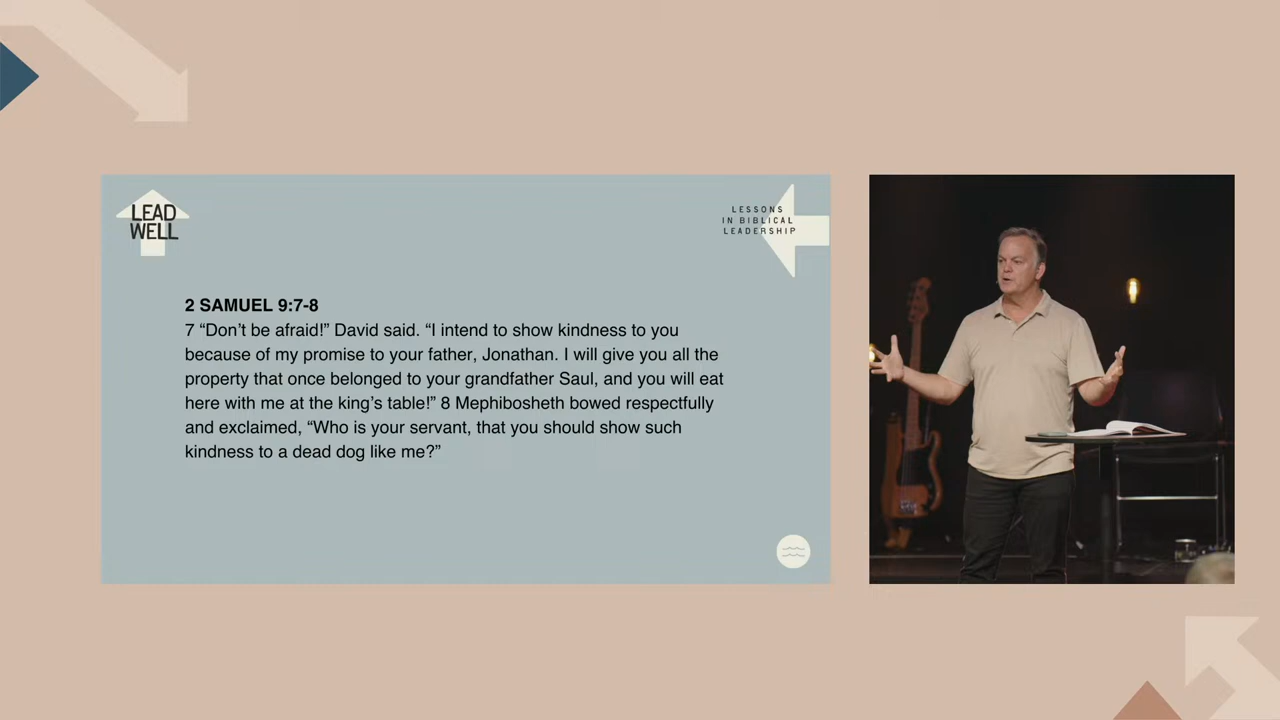 LEAD
WELL
LESSONS
IN BIBLICAL
LEADERSHIP
2 SAMUEL 9:7-8
7 “Don’t be afraid!” David said. “I intend to show kindness to you
because of my promise to your father, Jonathan. I will give you all the
property that once belonged to your grandfather Saul, and you will eat
here with me at the king’s table!” 8 Mephibosheth bowed respectfully
and exclaimed, “Who is your servant, that you should show such
kindness to a dead dog like me?”